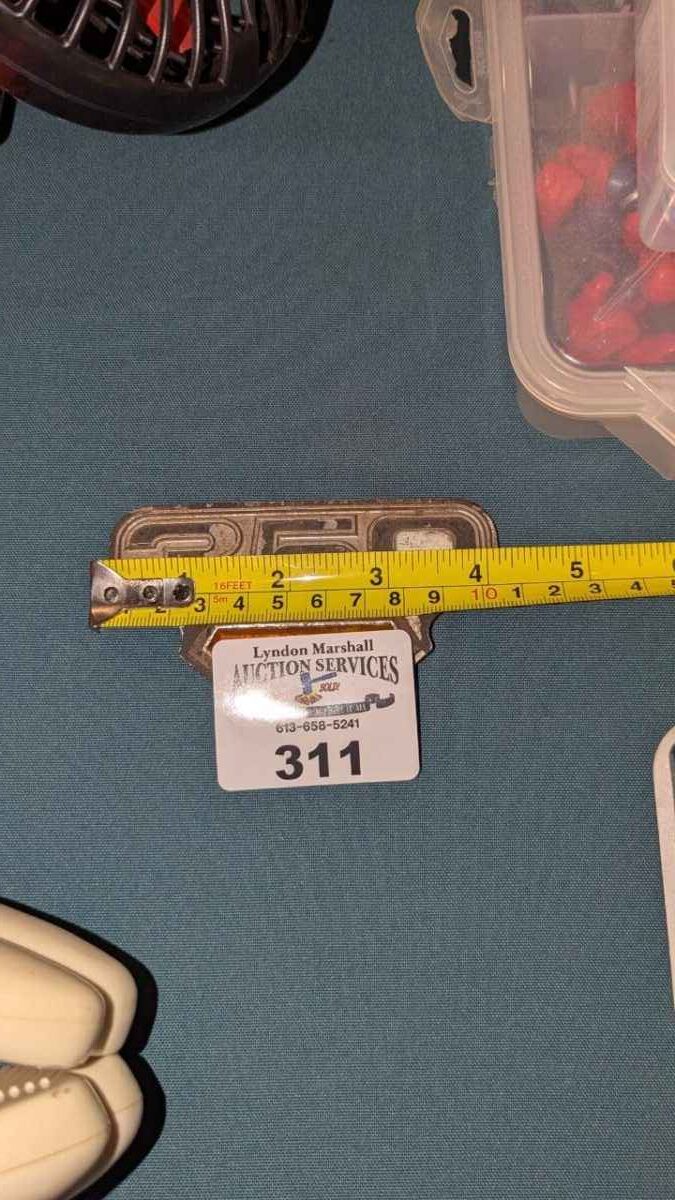 350
1 2 3 4 5
16FEET
5m 3 4 5 6 7 8 9 10 1 2 3 4
Lyndon Marshall
AUCTION SERVICES
SOLD!
613-658-5241
311